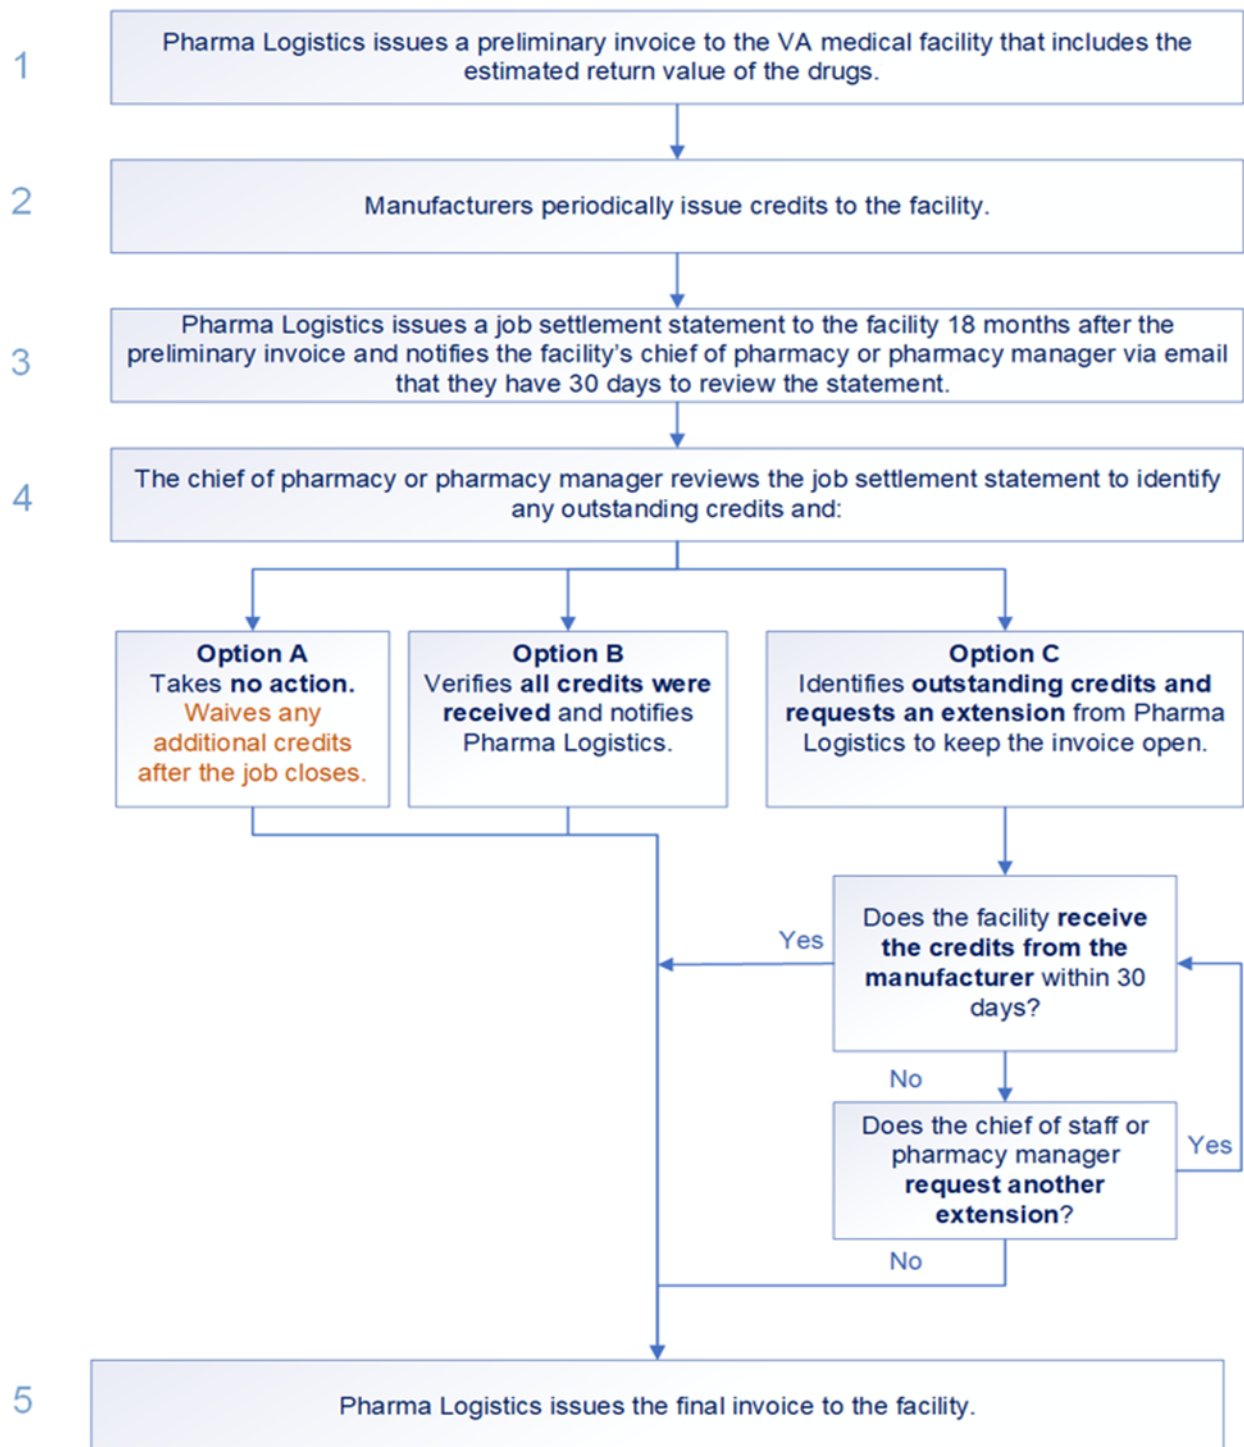 1
Pharma Logistics issues a preliminary invoice to the VA medical facility that includes the
estimated return value of the drugs.
2
Manufacturers periodically issue credits to the facility.
3
Pharma Logistics issues a job settlement statement to the facility 18 months after the
preliminary invoice and notifies the facility's chief of pharmacy or pharmacy manager via email
that they have 30 days to review the statement.
4
The chief of pharmacy or pharmacy manager reviews the job settlement statement to identify
any outstanding credits and:
Option A
Takes no action.
Waives any
additional credits
after the job closes.
Option B
Verifies all credits were
received and notifies
Pharma Logistics.
Option C
Identifies outstanding credits and
requests an extension from Pharma
Logistics to keep the invoice open.
Does the facility receive
the credits from the
manufacturer within 30
days?
Yes
No
Does the chief of staff or
pharmacy manager
request another
extension?
Yes
No
5
Pharma Logistics issues the final invoice to the facility.